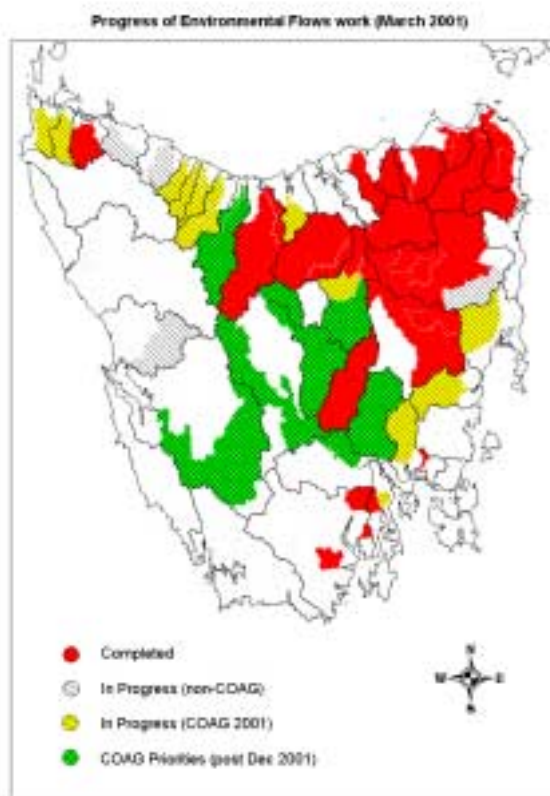 Progress of Environmental Flows work (March 2001)
N
W E
S
Completed
In Progress (non-COAG)
In Progress (COAG 2001)
COAG Priorities (post Dec 2001)